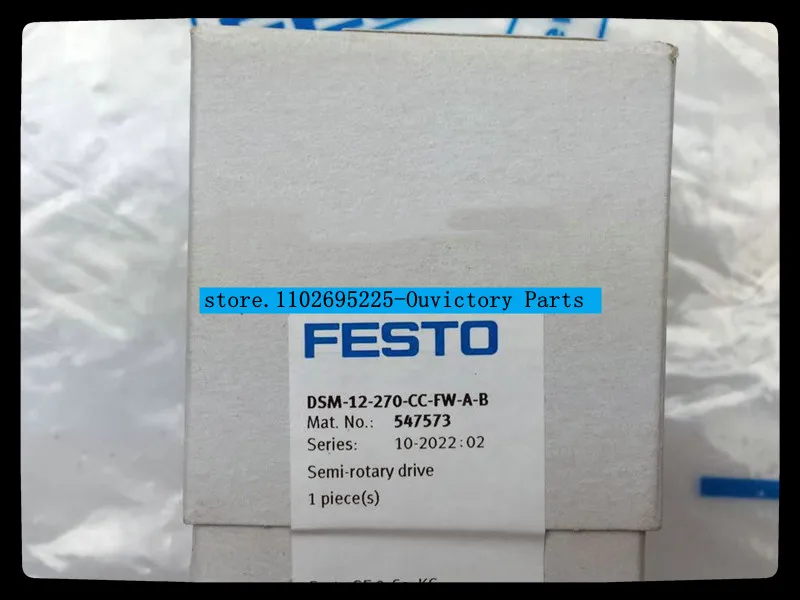 store.1102695225-Ouvictory Parts
FESTO
DSM-12-270-CC-FW-A-B
Mat. No.: 547573
Series: 10-2022:02
Semi-rotary drive
1 piece(s)